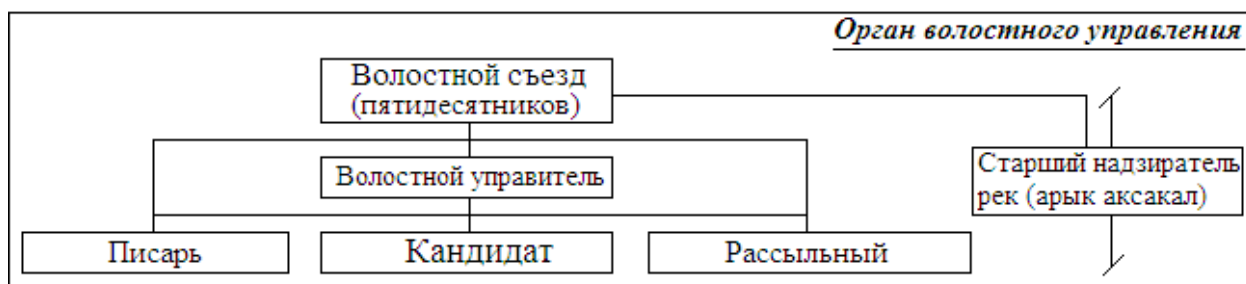 Орган волостного управления
Волостной съезд
(пятидесятников)
Волостной управитель
Старший надзиратель
рек (арык аксакал)
Писарь
Кандидат
Рассыльный